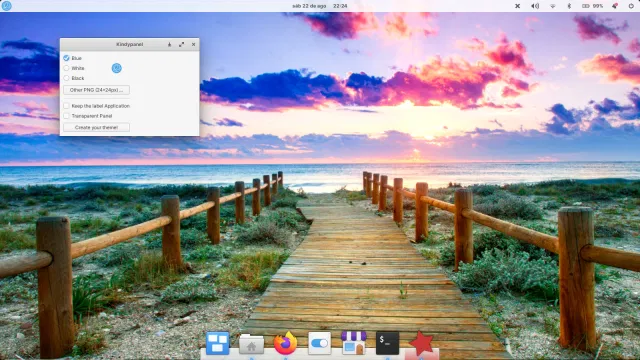 sáb 22 de ago 22:24
99%
Kindypanel
Blue
White
Black
Other PNG (24×24px)...
Keep the label Application
Transparent Panel
Create your theme!
$ _